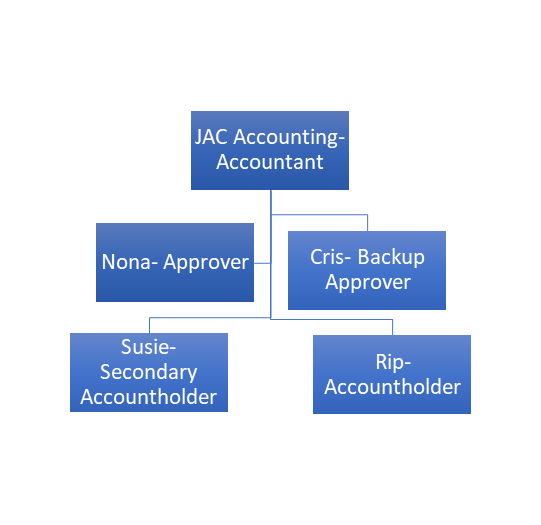 JAC Accounting-
Accountant
Nona- Approver
Cris- Backup
Approver
Susie-
Secondary
Accountholder
Rip-
Accountholder